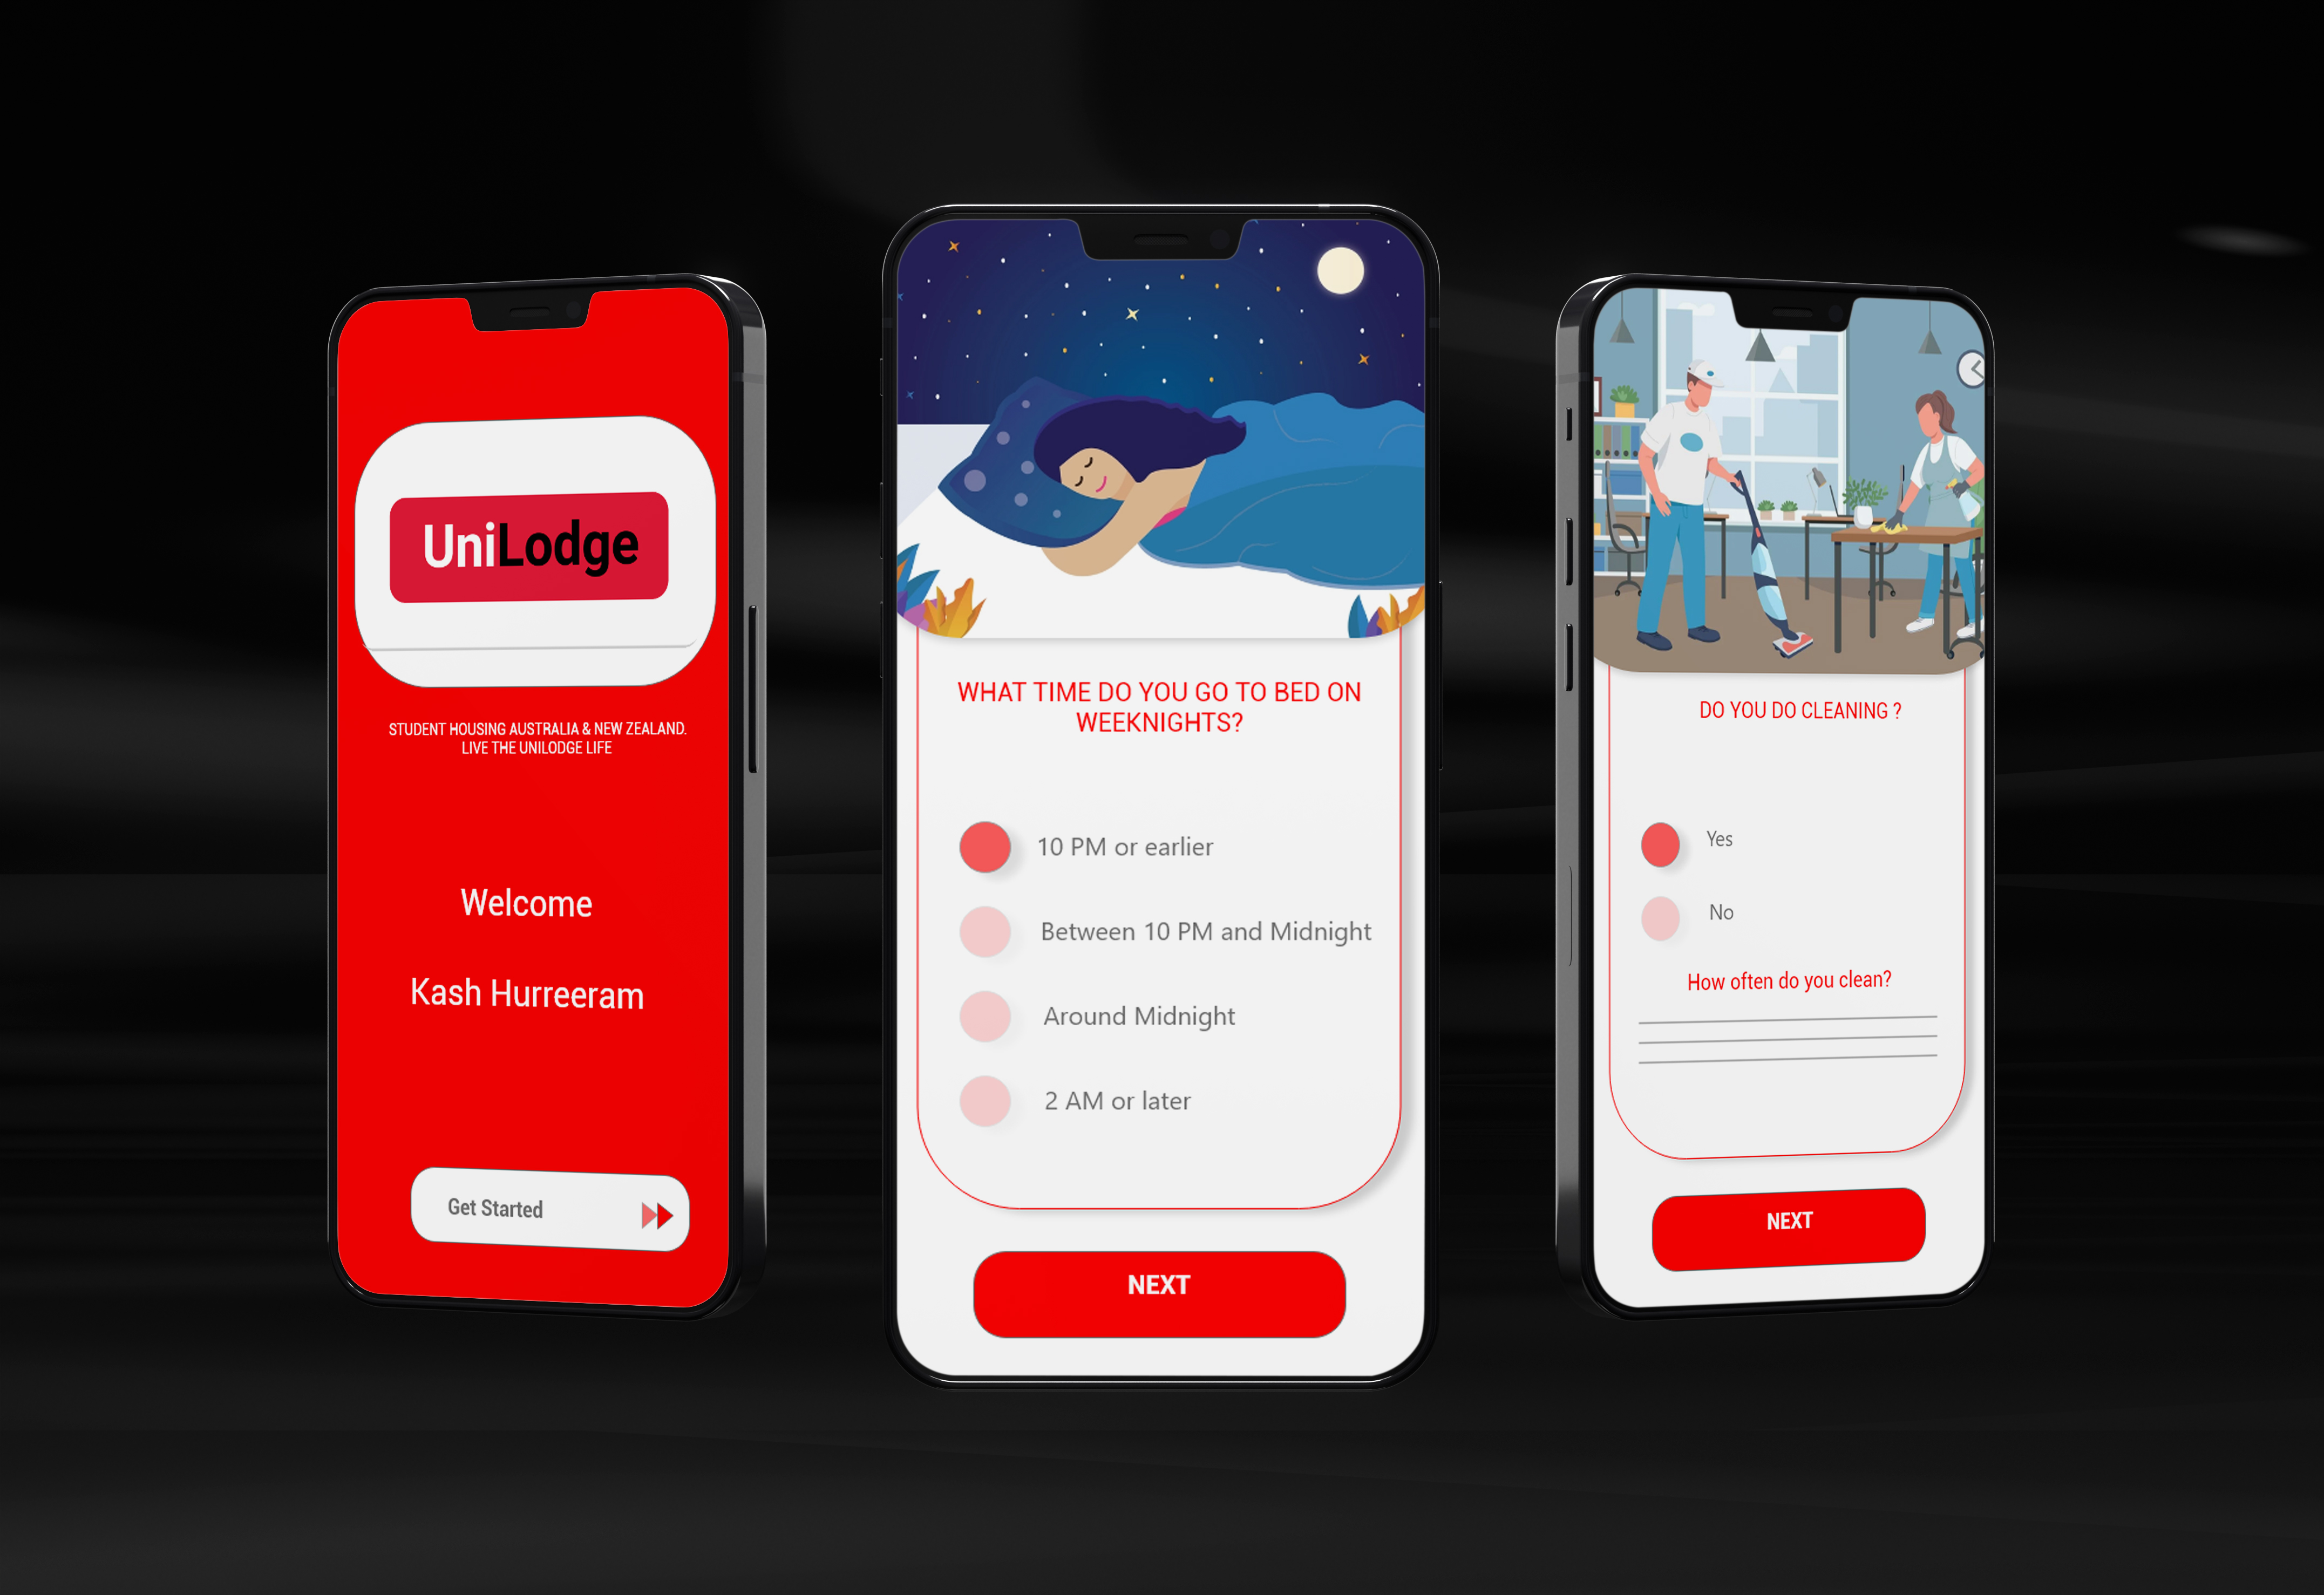 UniLodge
STUDENT HOUSING AUSTRALIA & NEW ZEALAND.
LIVE THE UNILODGE LIFE
Welcome
Kash Hurreeram
Get Started
WHAT TIME DO YOU GO TO BED ON
WEEKNIGHTS?
10 PM or earlier
Between 10 PM and Midnight
Around Midnight
2 AM or later
NEXT
DO YOU DO CLEANING ?
Yes
No
How often do you clean?
NEXT